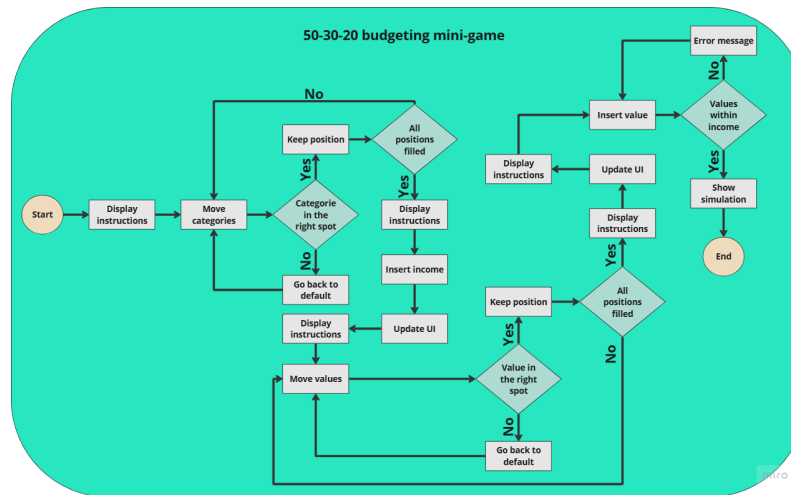 50-30-20 budgeting mini-game
Start
Display
instructions
Move
categories
Categorie
in the
right spot
Yes
Keep position
All
positions
filled
No
No
Go back to
default
Yes
Display
instructions
Insert income
Update UI
Display
instructions
Move values
Value in
the right
spot
Yes
Keep position
All
positions
filled
No
No
Go back to
default
Yes
Display
instructions
Update UI
Display
instructions
Insert value
Values
within
income
No
Error message
Yes
Show
simulation
End
miro